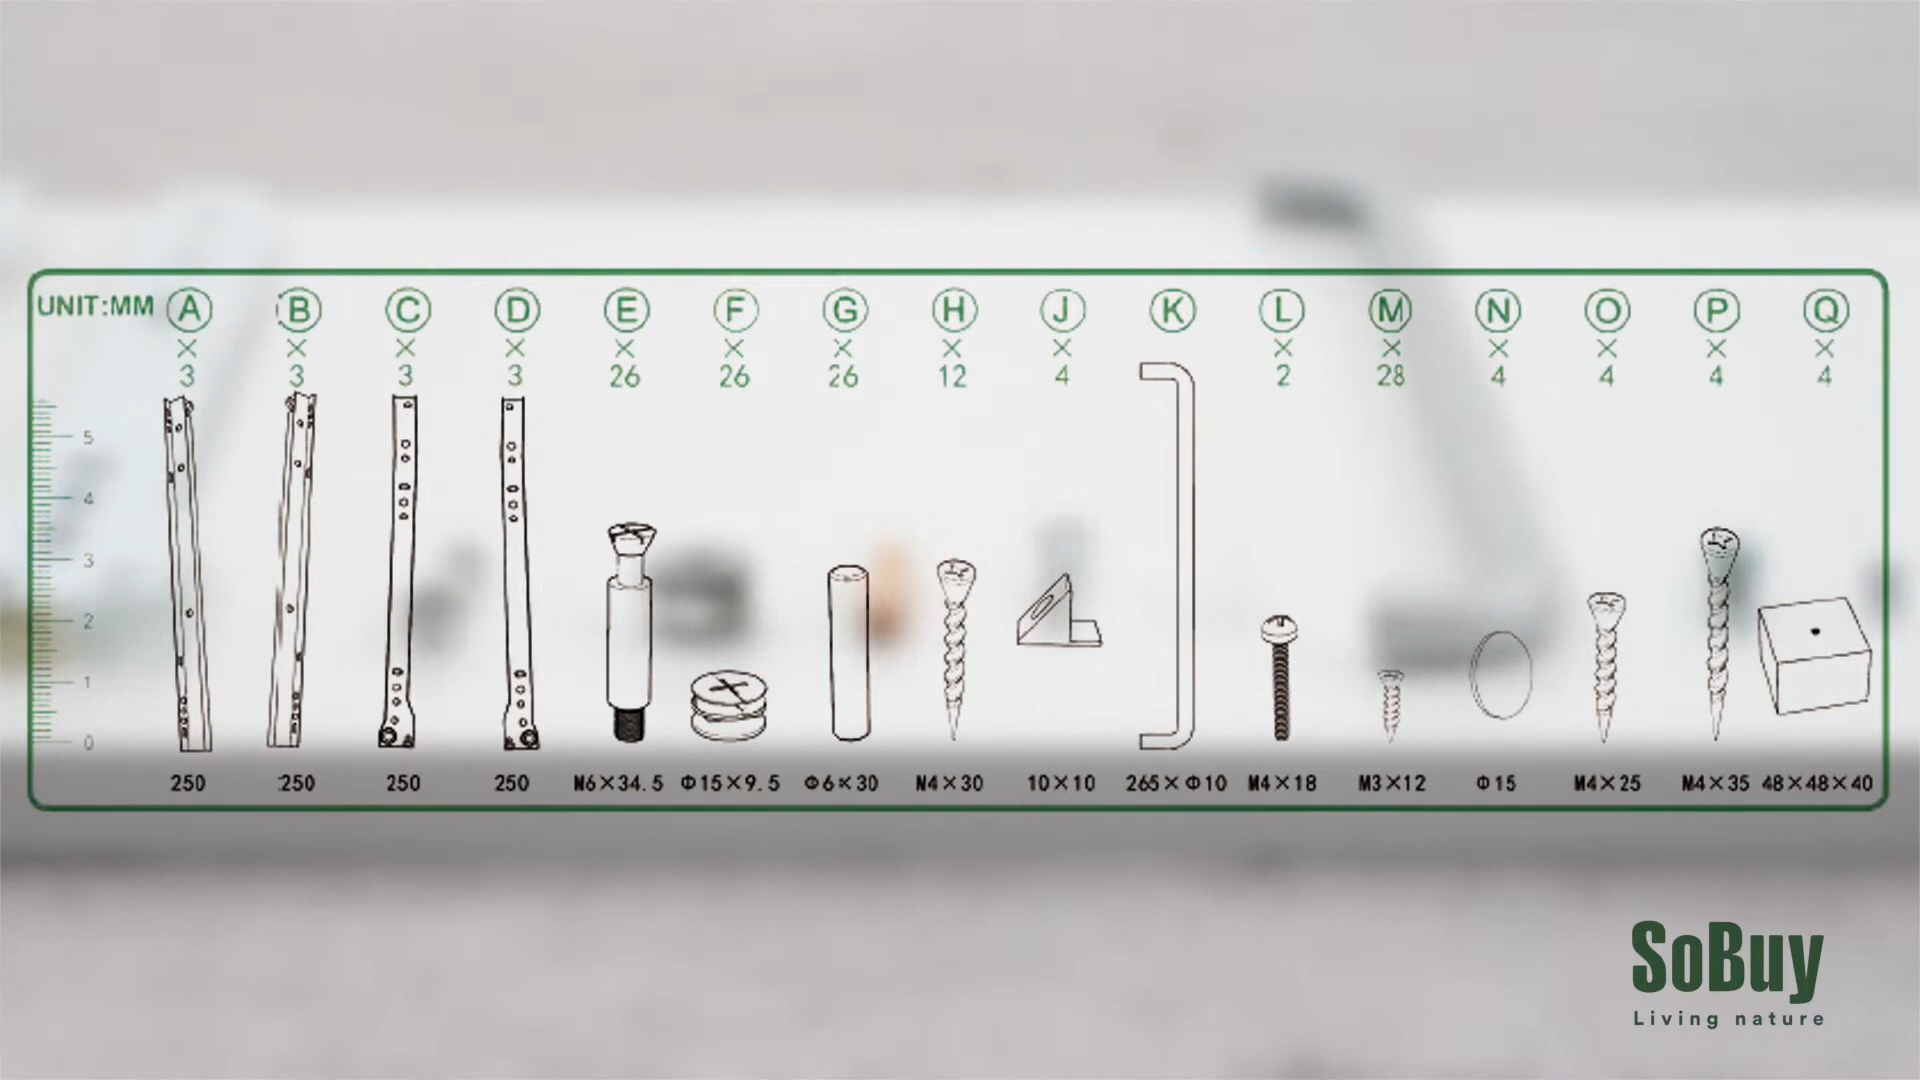 UNIT:MM A B C D E F G H J K L M N O P Q
× × × × × × × × × × × × × × ×
3 3 3 3 26 26 26 12 4 2 28 4 4 4 4
5
4
3
2
1
0
250 250 250 250 M6×34.5 Φ15×9.5 Φ6×30 M4×30 10×10 265×Φ10 M4×18 M3×12 Φ15 M4×25 M4×35 48×48×40
SoBuy
Living nature